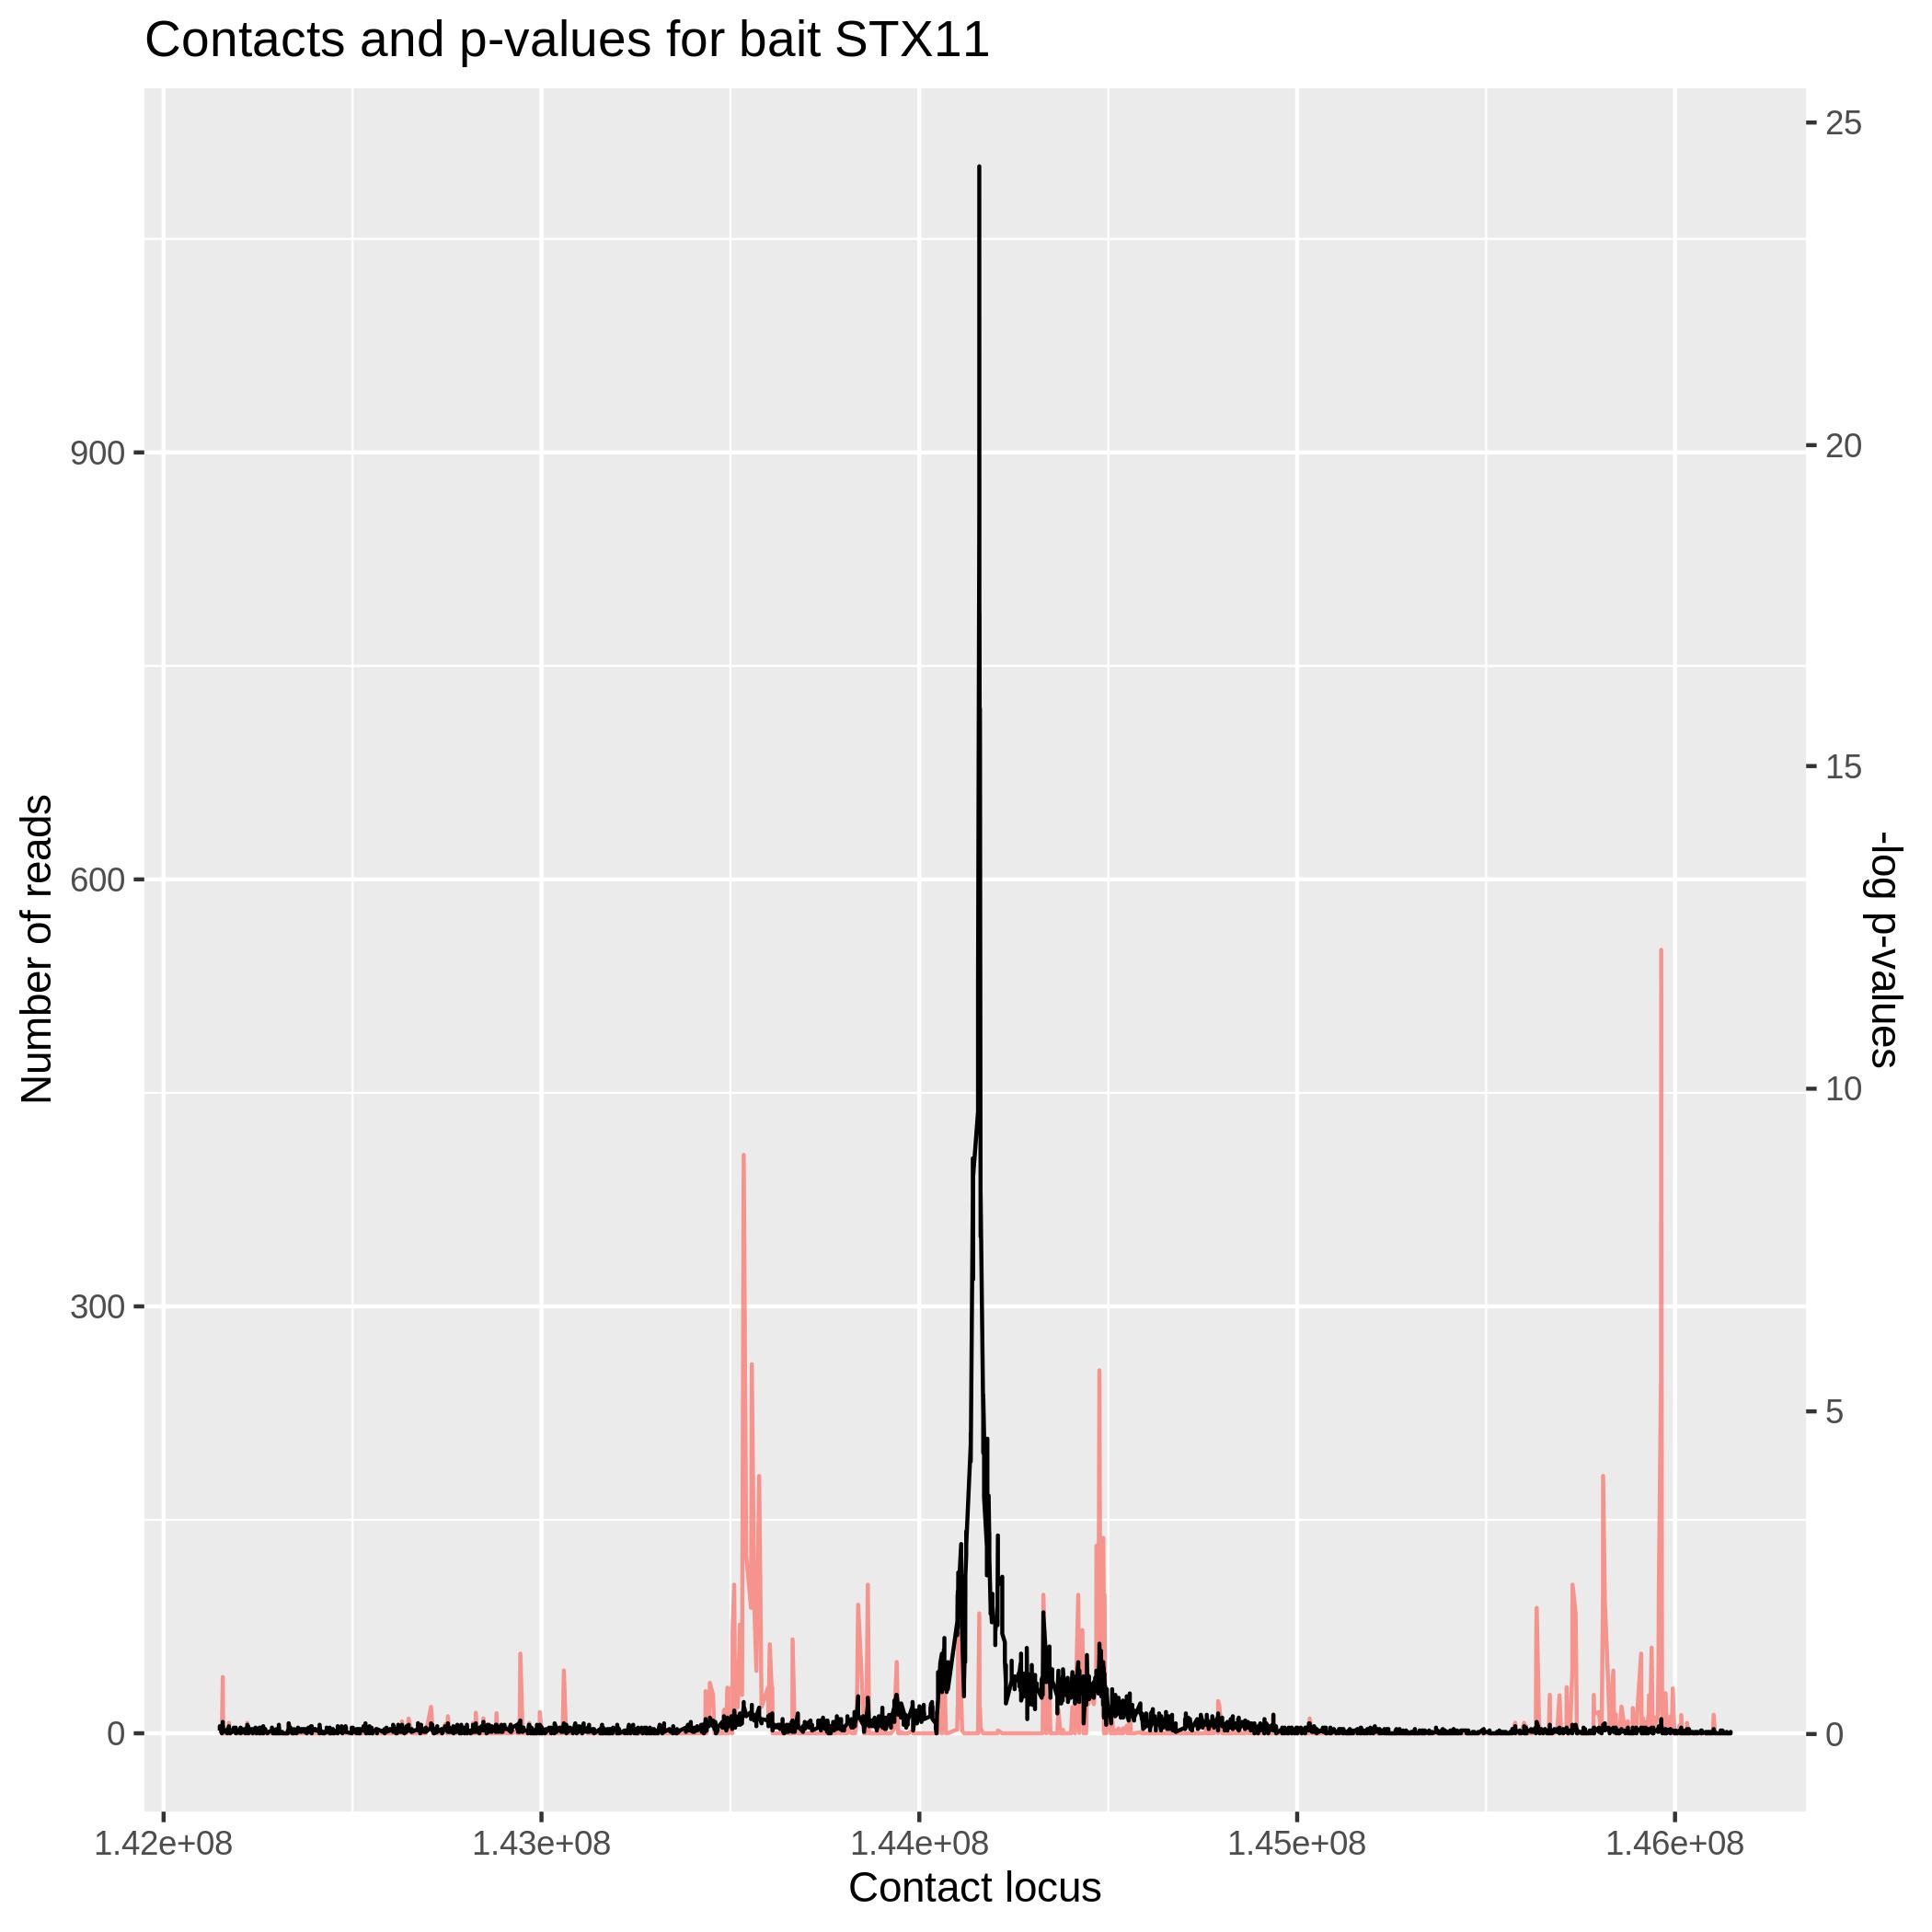 Contacts and p-values for bait STX11
Number of reads
900
600
300
0
25
20
15
10
5
0
-log p-values
1.42e+08
1.43e+08
1.44e+08
1.45e+08
1.46e+08
Contact locus